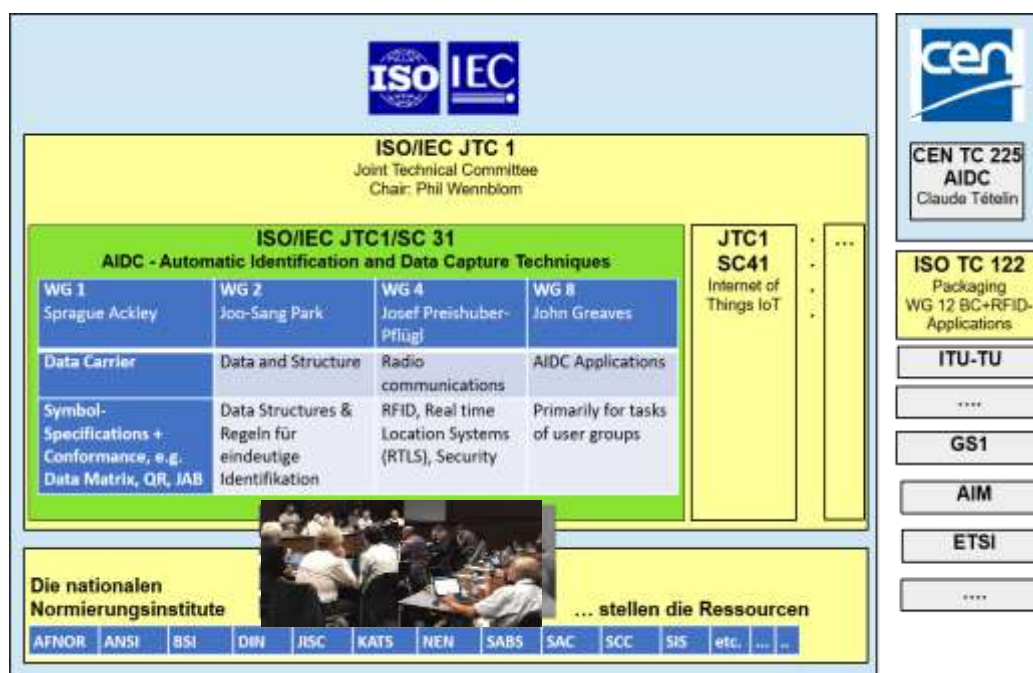 ISO IEC
ISO/IEC JTC 1
Joint Technical Committee
Chair: Phil Wennblom
ISO/IEC JTC1/SC 31
AIDC - Automatic Identification and Data Capture Techniques
WG 1
Sprague Ackley
WG 2
Joo-Sang Park
WG 4
Josef Preishuber-
Pflügl
WG 8
John Greaves
Data Carrier
Data and Structure
Radio
communications
AIDC Applications
Symbol-
Specifications +
Conformance, e.g.
Data Matrix, QR, JAB
Data Structures &
Regeln für
eindeutige
Identifikation
RFID, Real time
Location Systems
(RTLS), Security
Primarily for tasks
of user groups
JTC1
SC41
Internet of
Things IoT
.
.
.
.
...
Die nationalen
Normierungsinstitute
... stellen die Ressourcen
AFNOR ANSI BSI DIN JISC KATS NEN SABS SAC SCC SIS etc. ... ..
cen
CEN TC 225
AIDC
Claude Tételin
ISO TC 122
Packaging
WG 12 BC+RFID-
Applications
ITU-TU
....
GS1
AIM
ETSI
....